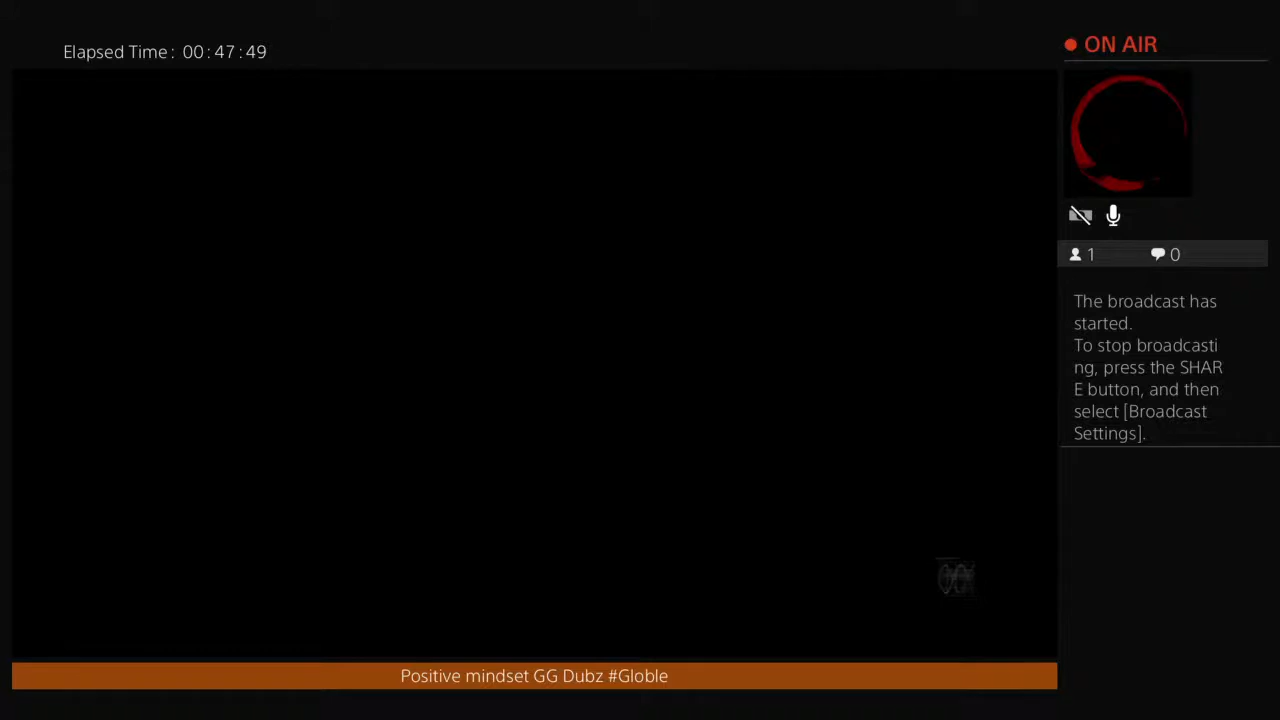 Elapsed Time: 00:47:49
ON AIR
1 0
The broadcast has
started.
To stop broadcasti
ng, press the SHAR
E button, and then
select [Broadcast
Settings].
Positive mindset GG Dubz #Globle